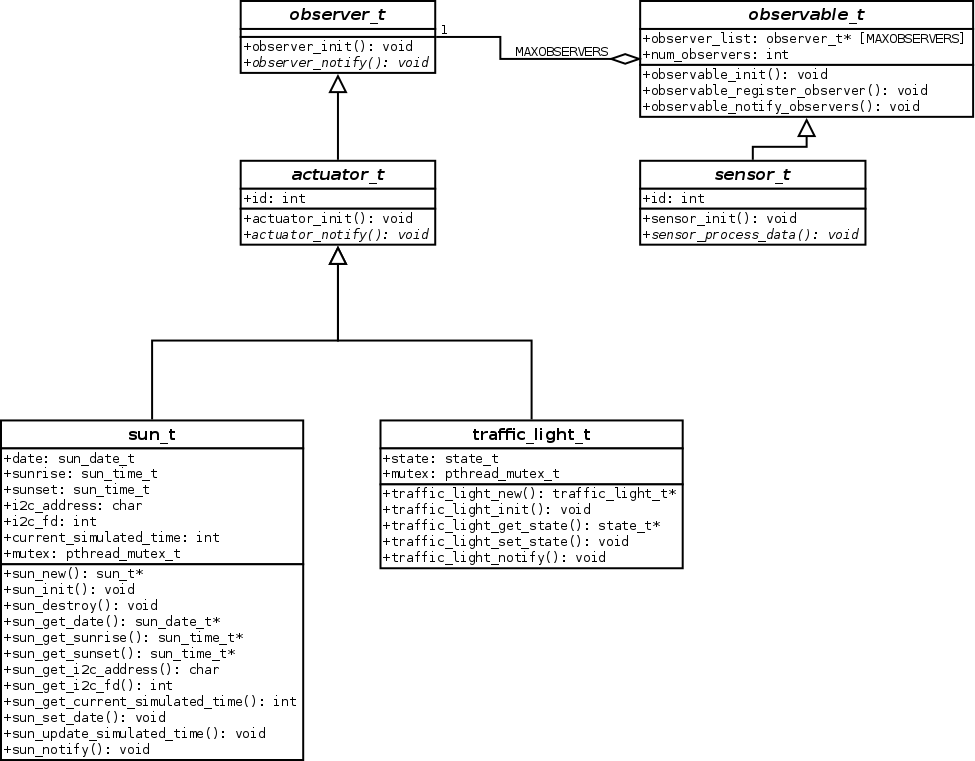 observer_t
+observer_init(): void
+observer_notify(): void
1
MAXOBSERVERS
observable_t
+observer_list: observer_t* [MAXOBSERVERS]
+num_observers: int
+observable_init(): void
+observable_register_observer(): void
+observable_notify_observers(): void
actuator_t
+id: int
+actuator_init(): void
+actuator_notify(): void
sensor_t
+id: int
+sensor_init(): void
+sensor_process_data(): void
sun_t
+date: sun_date_t
+sunrise: sun_time_t
+sunset: sun_time_t
+i2c_address: char
+i2c_fd: int
+current_simulated_time: int
+mutex: pthread_mutex_t
+sun_new(): sun_t*
+sun_init(): void
+sun_destroy(): void
+sun_get_date(): sun_date_t*
+sun_get_sunrise(): sun_time_t*
+sun_get_sunset(): sun_time_t*
+sun_get_i2c_address(): char
+sun_get_i2c_fd(): int
+sun_get_current_simulated_time(): int
+sun_set_date(): void
+sun_update_simulated_time(): void
+sun_notify(): void
traffic_light_t
+state: state_t
+mutex: pthread_mutex_t
+traffic_light_new(): traffic_light_t*
+traffic_light_init(): void
+traffic_light_get_state(): state_t*
+traffic_light_set_state(): void
+traffic_light_notify(): void